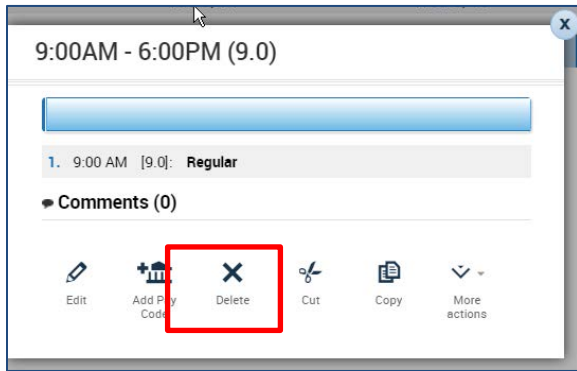 X
9:00AM - 6:00PM (9.0)
1. 9:00 AM [9.0]: Regular
Comments (0)
Edit
Add Pay
Code
Delete
Cut
Copy
More
actions